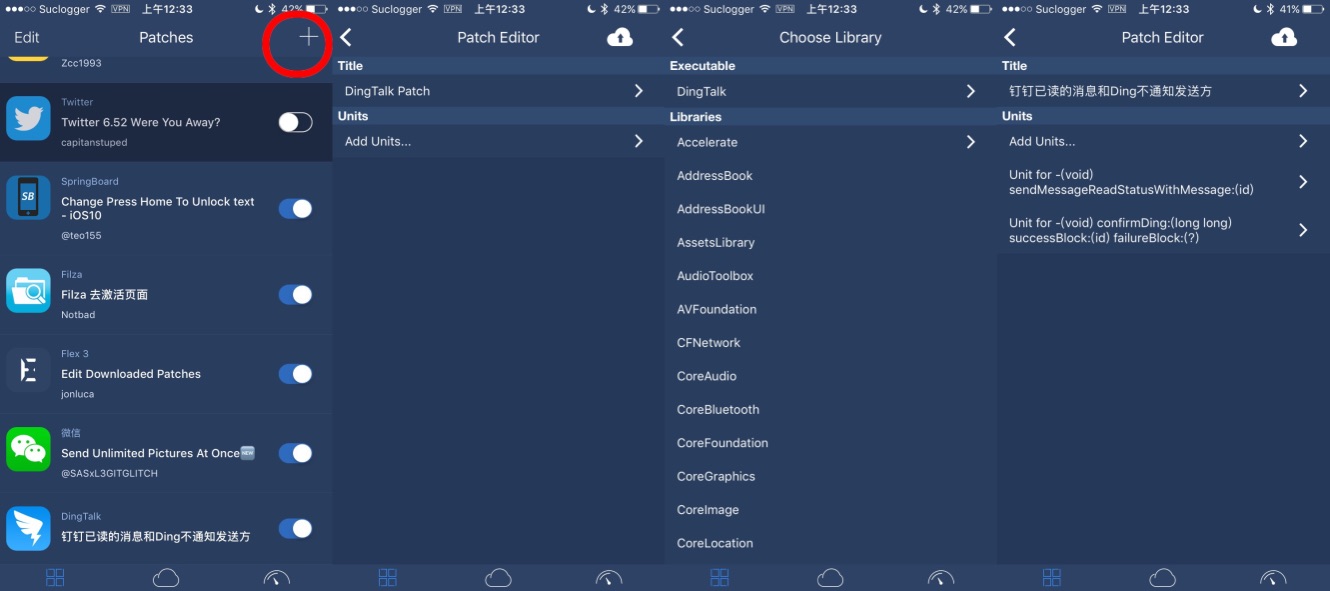 ●●●○○ Suclogger VPN 上午12:33 42%
Edit Patches
Zcc1993
Twitter
Twitter 6.52 Were You Away?
capitanstuped
SpringBoard
SB
Change Press Home To Unlock text
- iOS10
@teo155
Filza
Filza 去激活页面
Notbad
Flex 3
Edit Downloaded Patches
jonluca
微信
Send Unlimited Pictures At Once🆕
@SASxL3GITGLITCH
DingTalk
钉钉已读的消息和Ding不通知发送方
●●●○○ Suclogger VPN 上午12:33 42%
Patch Editor
Title
DingTalk Patch
Units
Add Units...
●●●○○ Suclogger VPN 上午12:33 42%
Choose Library
Executable
DingTalk
Libraries
Accelerate
AddressBook
AddressBookUI
AssetsLibrary
AudioToolbox
AVFoundation
CFNetwork
CoreAudio
CoreBluetooth
CoreFoundation
CoreGraphics
CoreImage
CoreLocation
●●●○○ Suclogger VPN 上午12:33 41%
Patch Editor
Title
钉钉已读的消息和Ding不通知发送方
Units
Add Units...
Unit for -(void)
sendMessageReadStatusWithMessage:(id)
Unit for -(void) confirmDing:(long long)
successBlock:(id) failureBlock:(?)